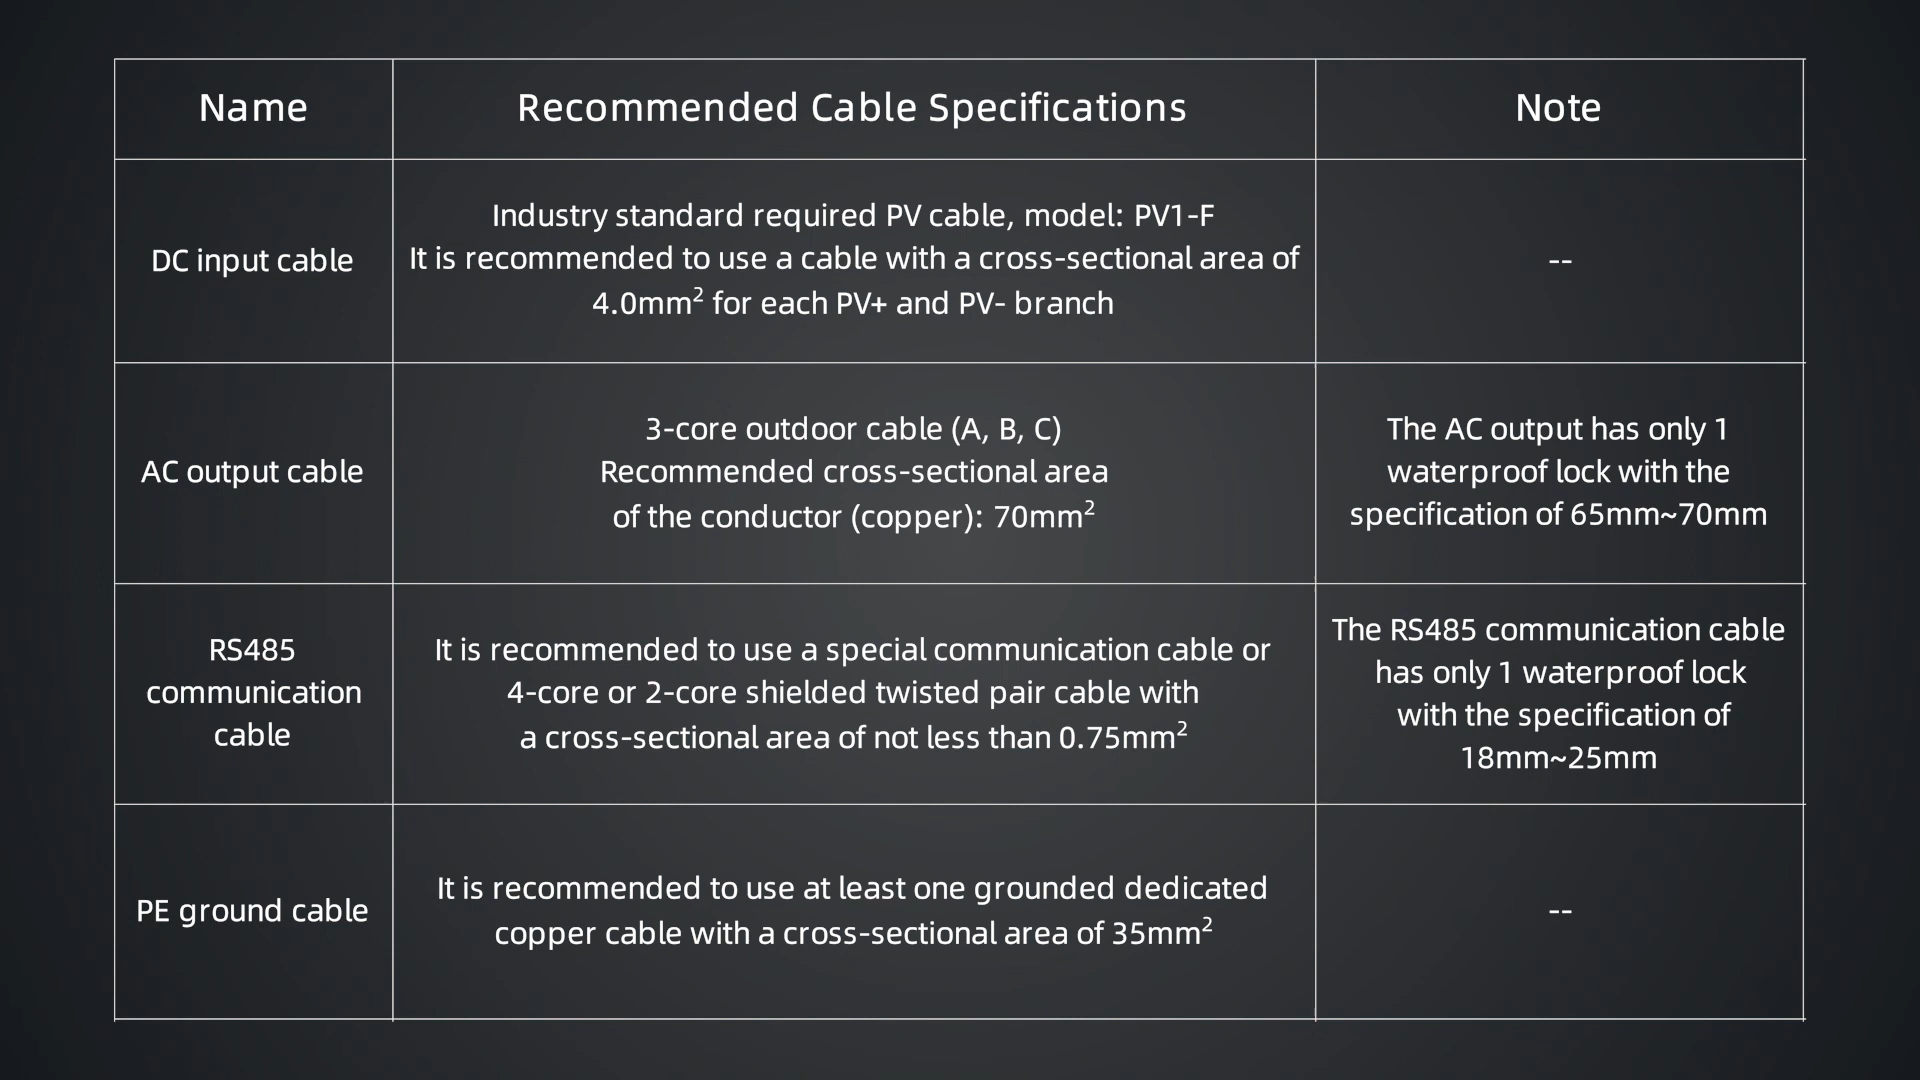 Name
Recommended Cable Specifications
Note
DC input cable
Industry standard required PV cable, model: PV1-F
It is recommended to use a cable with a cross-sectional area of
4.0mm² for each PV+ and PV- branch
--
AC output cable
3-core outdoor cable (A, B, C)
Recommended cross-sectional area
of the conductor (copper): 70mm²
The AC output has only 1
waterproof lock with the
specification of 65mm~70mm
RS485
communication
cable
It is recommended to use a special communication cable or
4-core or 2-core shielded twisted pair cable with
a cross-sectional area of not less than 0.75mm²
The RS485 communication cable
has only 1 waterproof lock
with the specification of
18mm~25mm
PE ground cable
It is recommended to use at least one grounded dedicated
copper cable with a cross-sectional area of 35mm²
--